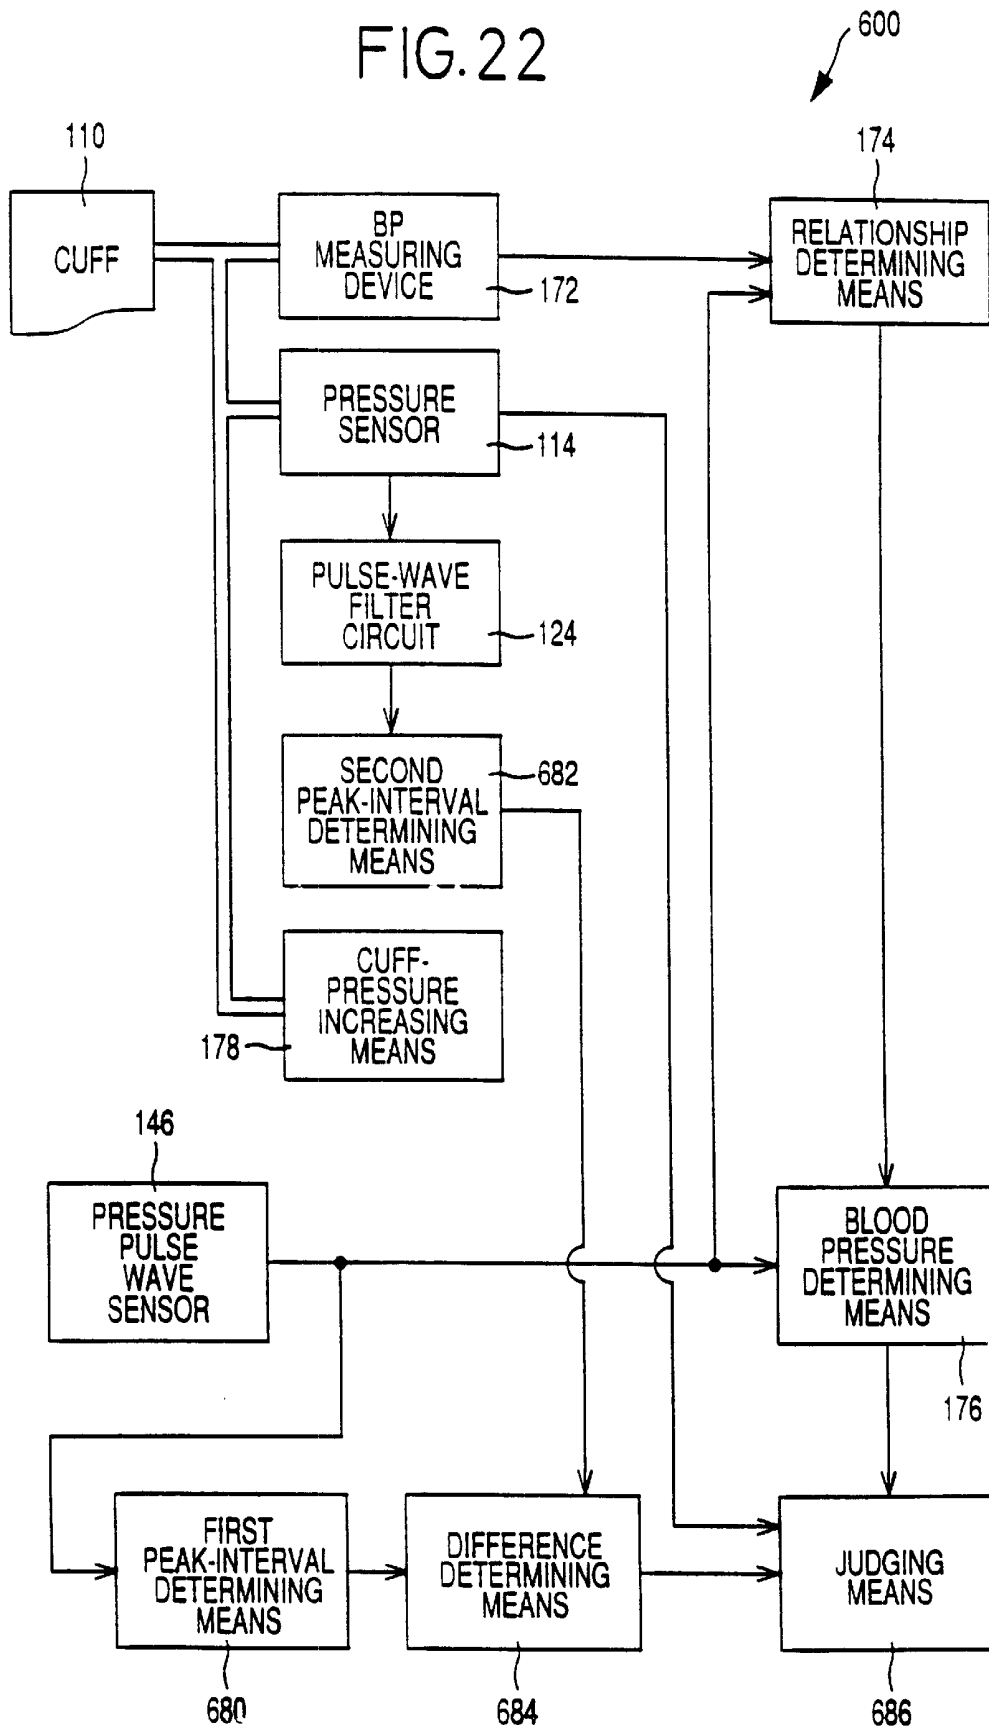 FIG. 22
600
110
174
CUFF
BP
MEASURING
DEVICE
172
RELATIONSHIP
DETERMINING
MEANS
PRESSURE
SENSOR
114
PULSE-WAVE
FILTER
CIRCUIT
124
SECOND
PEAK-INTERVAL
DETERMINING
MEANS
682
CUFF-
PRESSURE
INCREASING
MEANS
178
146
PRESSURE
PULSE
WAVE
SENSOR
BLOOD
PRESSURE
DETERMINING
MEANS
176
FIRST
PEAK-INTERVAL
DETERMINING
MEANS
DIFFERENCE
DETERMINING
MEANS
JUDGING
MEANS
680
684
686